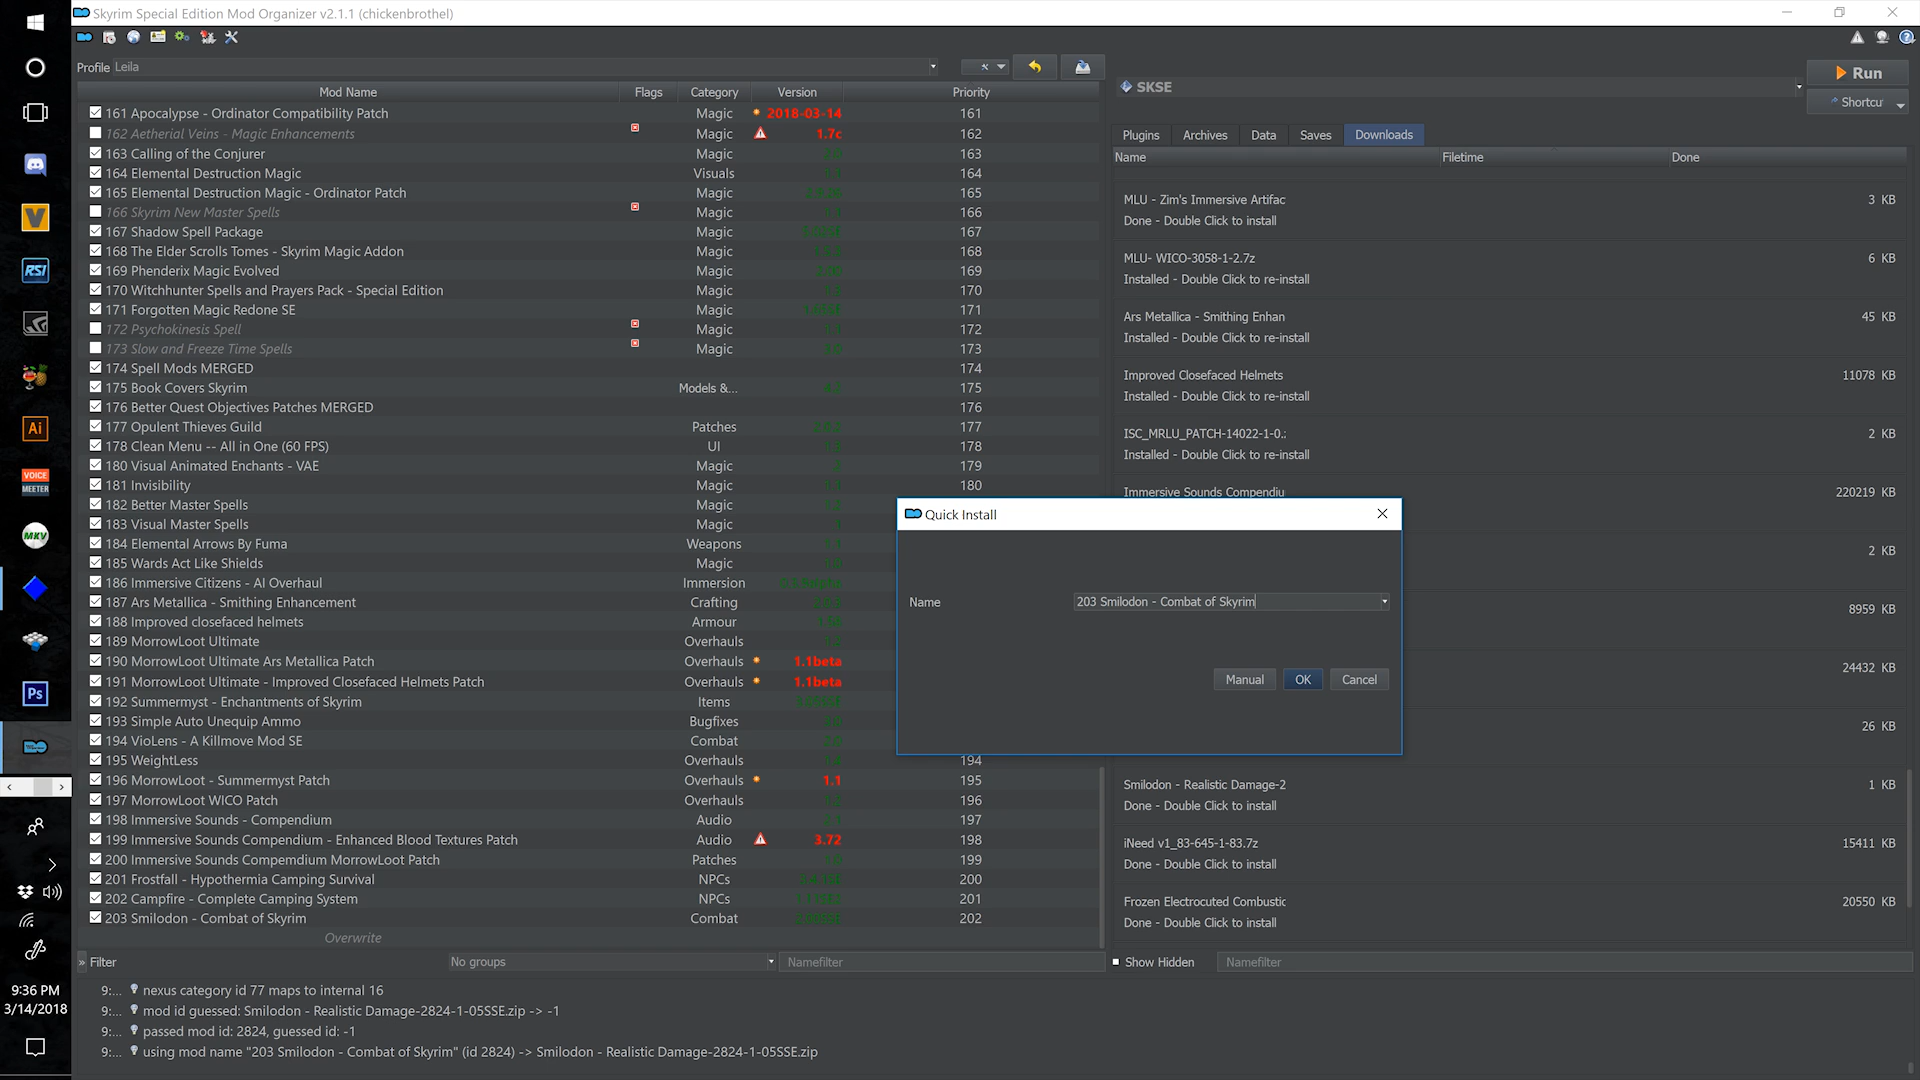 Skyrim Special Edition Mod Organizer v2.1.1 (chickenbrothel)
Profile Leila
Run
SKSE
Shortcu
Mod Name Flags Category Version Priority
Plugins Archives Data Saves Downloads
Name Filetime Done
161 Apocalypse - Ordinator Compatibility Patch Magic 2018-03-14 161
162 Aetherial Veins - Magic Enhancements Magic 1.7c 162
163 Calling of the Conjurer Magic 163
164 Elemental Destruction Magic Visuals 164
165 Elemental Destruction Magic - Ordinator Patch Magic 165
166 Skyrim New Master Spells Magic 166
167 Shadow Spell Package Magic 167
168 The Elder Scrolls Tomes - Skyrim Magic Addon Magic 168
169 Phenderix Magic Evolved Magic 169
170 Witchhunter Spells and Prayers Pack - Special Edition Magic 170
171 Forgotten Magic Redone SE Magic 171
172 Psychokinesis Spell Magic 172
173 Slow and Freeze Time Spells Magic 173
174 Spell Mods MERGED 174
175 Book Covers Skyrim Models &... 175
176 Better Quest Objectives Patches MERGED 176
177 Opulent Thieves Guild Patches 177
178 Clean Menu -- All in One (60 FPS) UI 178
180 Visual Animated Enchants - VAE Magic 179
181 Invisibility Magic 180
182 Better Master Spells Magic
183 Visual Master Spells Magic
184 Elemental Arrows By Fuma Weapons
185 Wards Act Like Shields Magic
186 Immersive Citizens - AI Overhaul Immersion
187 Ars Metallica - Smithing Enhancement Crafting
188 Improved closefaced helmets Armour
189 MorrowLoot Ultimate Overhauls
190 MorrowLoot Ultimate Ars Metallica Patch Overhauls 1.1beta
191 MorrowLoot Ultimate - Improved Closefaced Helmets Patch Overhauls 1.1beta
192 Summermyst - Enchantments of Skyrim Items
193 Simple Auto Unequip Ammo Bugfixes
194 VioLens - A Killmove Mod SE Combat
195 WeightLess Overhauls 194
196 MorrowLoot - Summermyst Patch Overhauls 1.1 195
197 MorrowLoot WICO Patch Overhauls 196
198 Immersive Sounds - Compendium Audio 197
199 Immersive Sounds Compendium - Enhanced Blood Textures Patch Audio 3.72 198
200 Immersive Sounds Compemdium MorrowLoot Patch Patches 199
201 Frostfall - Hypothermia Camping Survival NPCs 200
202 Campfire - Complete Camping System NPCs 201
203 Smilodon - Combat of Skyrim Combat 202
Overwrite
MLU - Zim's Immersive Artifac 3 KB
Done - Double Click to install
MLU- WICO-3058-1-2.7z 6 KB
Installed - Double Click to re-install
Ars Metallica - Smithing Enhan 45 KB
Installed - Double Click to re-install
Improved Closefaced Helmets 11078 KB
Installed - Double Click to re-install
ISC_MRLU_PATCH-14022-1-0.: 2 KB
Installed - Double Click to re-install
Immersive Sounds Compendiu 220219 KB
2 KB
8959 KB
24432 KB
26 KB
Smilodon - Realistic Damage-2 1 KB
Done - Double Click to install
iNeed v1_83-645-1-83.7z 15411 KB
Done - Double Click to install
Frozen Electrocuted Combustic 20550 KB
Done - Double Click to install
Quick Install
Name 203 Smilodon - Combat of Skyrim
Manual OK Cancel
» Filter No groups Namefilter
Show Hidden Namefilter
9:... nexus category id 77 maps to internal 16
9:... mod id guessed: Smilodon - Realistic Damage-2824-1-05SSE.zip -> -1
9:... passed mod id: 2824, guessed id: -1
9:... using mod name "203 Smilodon - Combat of Skyrim" (id 2824) -> Smilodon - Realistic Damage-2824-1-05SSE.zip
RSI
Ai
VOICE
MEETER
MKV
Ps
9:36 PM
3/14/2018